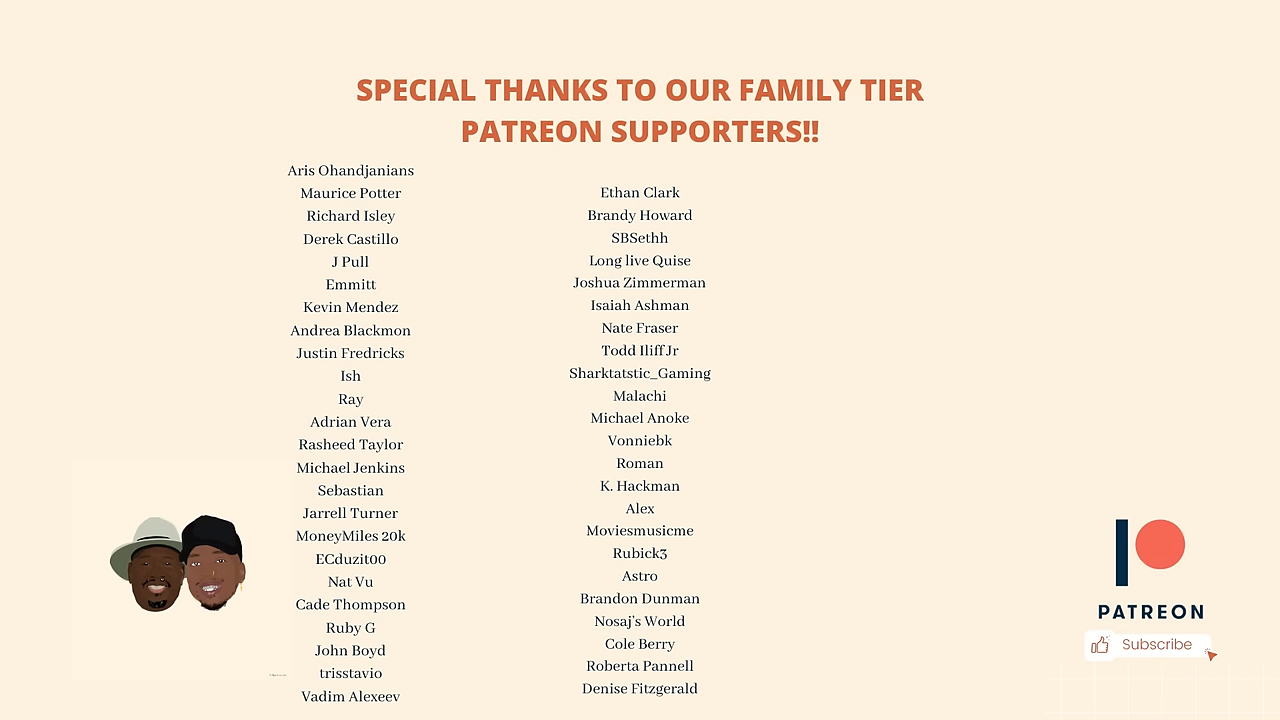 SPECIAL THANKS TO OUR FAMILY TIER
PATREON SUPPORTERS!!
Aris Ohandjanians
Maurice Potter
Richard Isley
Derek Castillo
J Pull
Emmitt
Kevin Mendez
Andrea Blackmon
Justin Fredricks
Ish
Ray
Adrian Vera
Rasheed Taylor
Michael Jenkins
Sebastian
Jarrell Turner
MoneyMiles 20k
ECduzit00
Nat Vu
Cade Thompson
Ruby G
John Boyd
trisstavio
Vadim Alexeev
Ethan Clark
Brandy Howard
SBSethh
Long live Quise
Joshua Zimmerman
Isaiah Ashman
Nate Fraser
Todd Iliff Jr
Sharktatstic_Gaming
Malachi
Michael Anoke
Vonniebk
Roman
K. Hackman
Alex
Moviesmusicme
Rubick3
Astro
Brandon Dunman
Nosaj's World
Cole Berry
Roberta Pannell
Denise Fitzgerald
PATREON
Subscribe